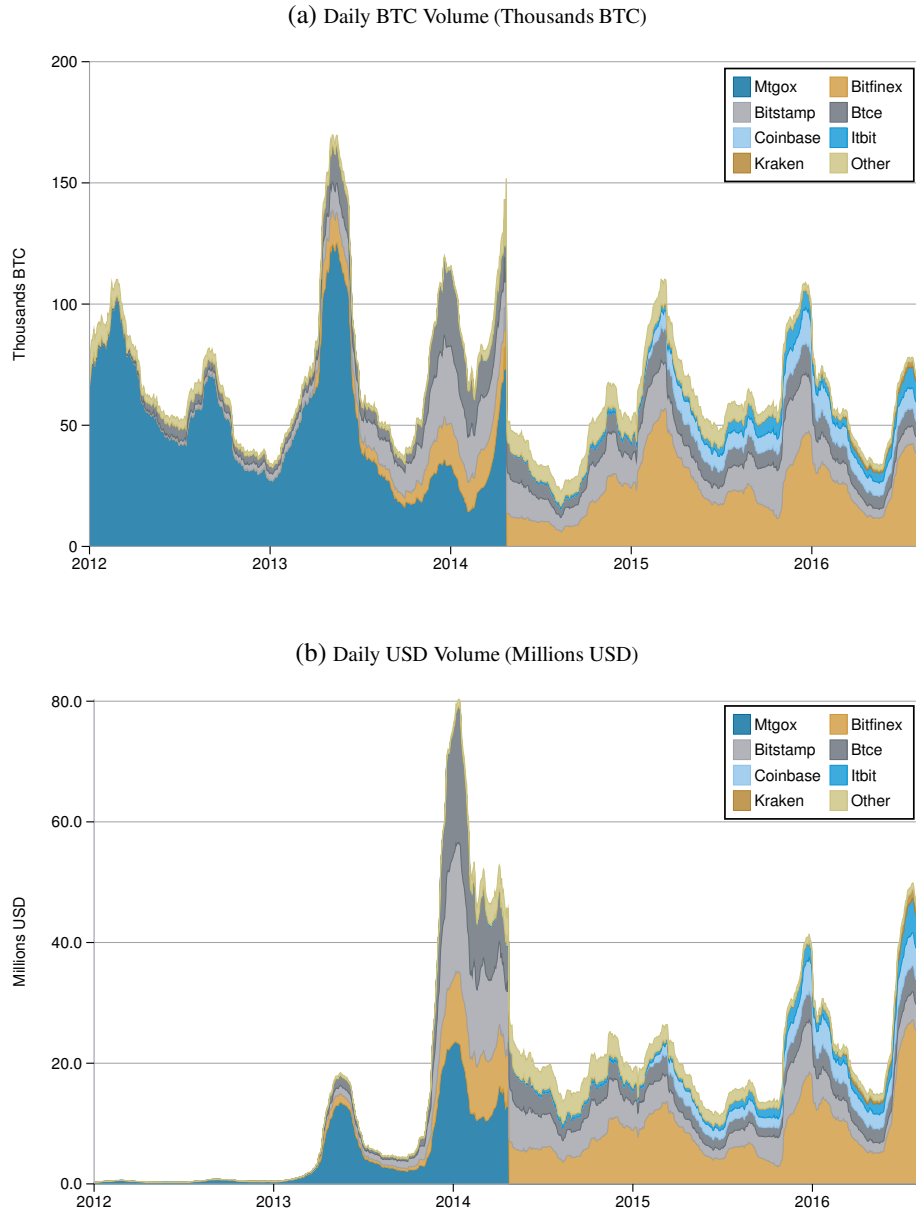 (a) Daily BTC Volume (Thousands BTC)
200
150
100
50
0
Thousands BTC
2012 2013 2014 2015 2016
Mtgox Bitfinex
Bitstamp Btce
Coinbase Itbit
Kraken Other
(b) Daily USD Volume (Millions USD)
80.0
60.0
40.0
20.0
0.0
Millions USD
2012 2013 2014 2015 2016
Mtgox Bitfinex
Bitstamp Btce
Coinbase Itbit
Kraken Other